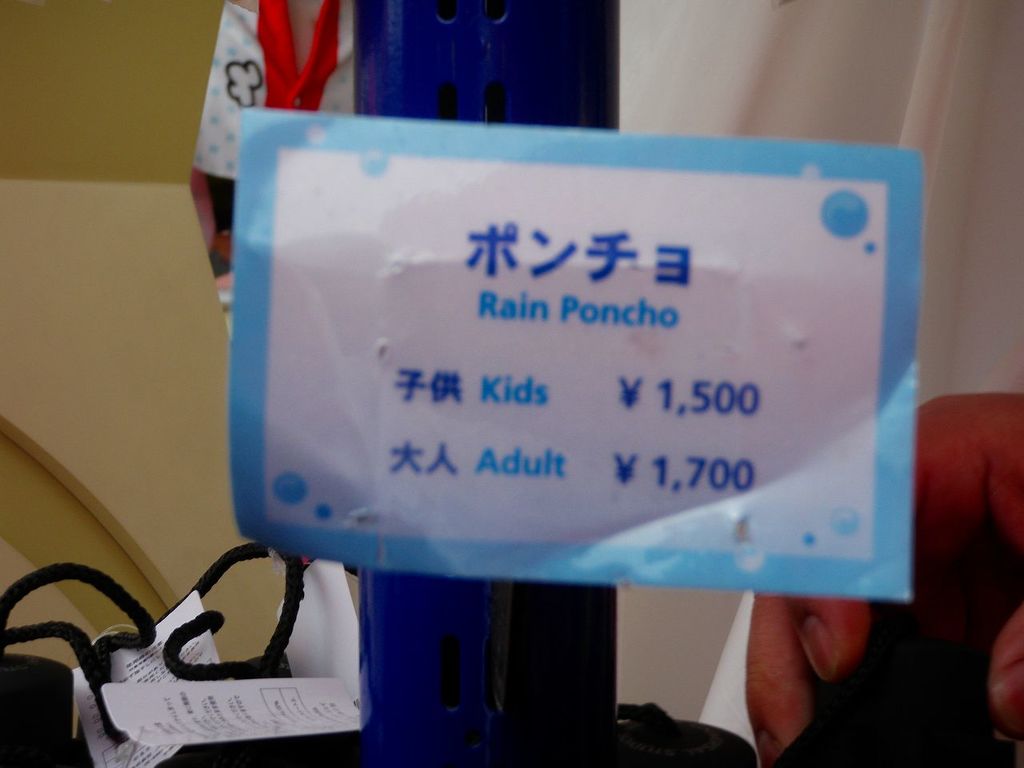 ポンチョ
Rain Poncho
子供 Kids ¥ 1,500
大人 Adult ¥ 1,700